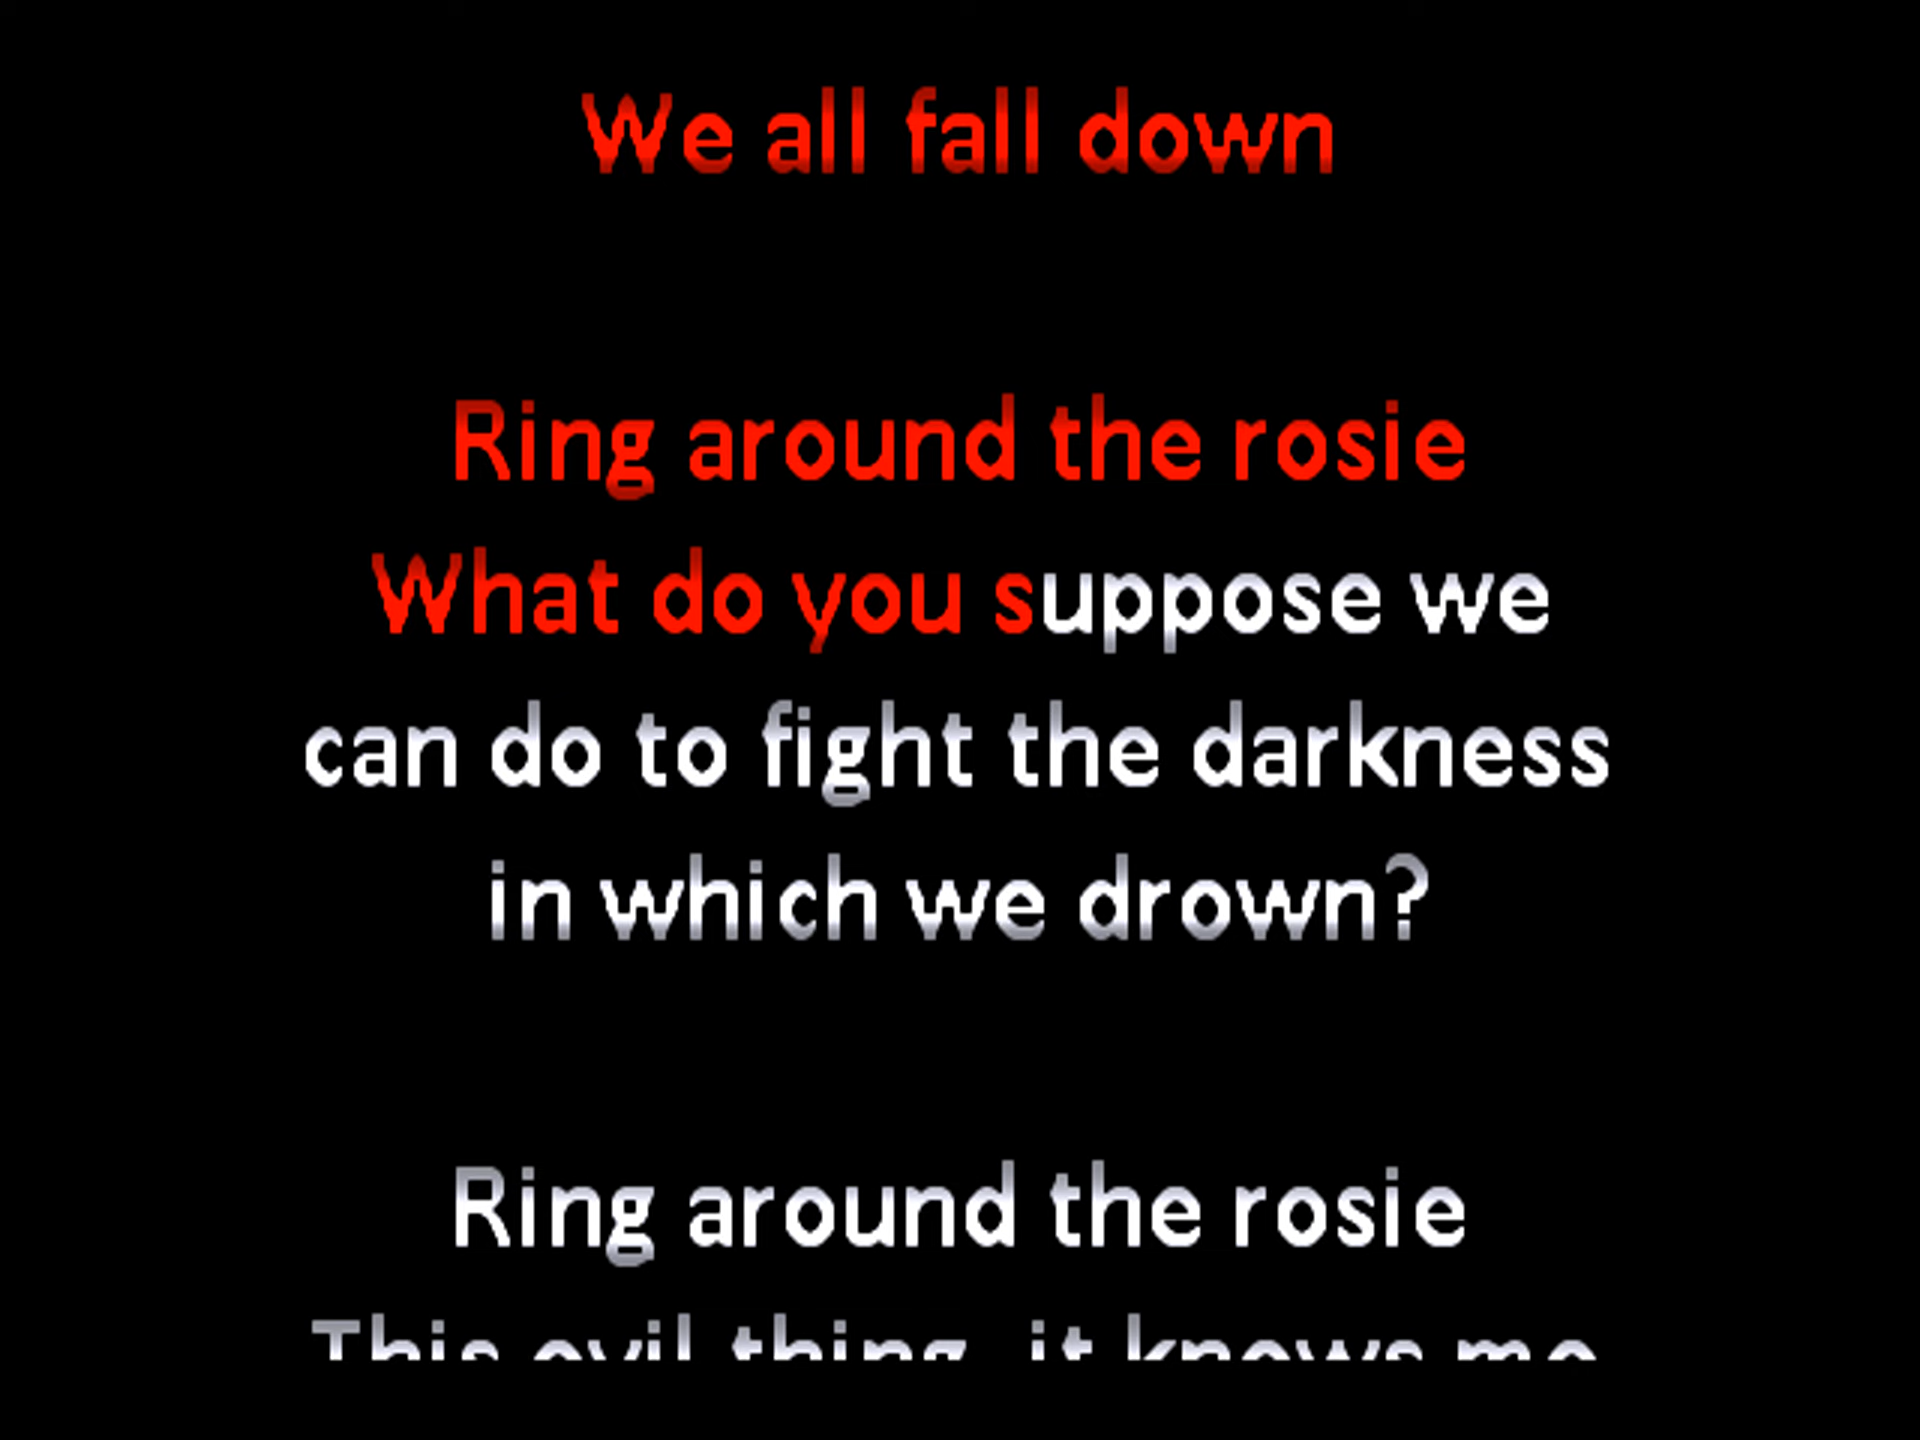 We all fall down
Ring around the rosie
What do you suppose we
can do to fight the darkness
in which we drown?
Ring around the rosie
This evil thing, it knows me